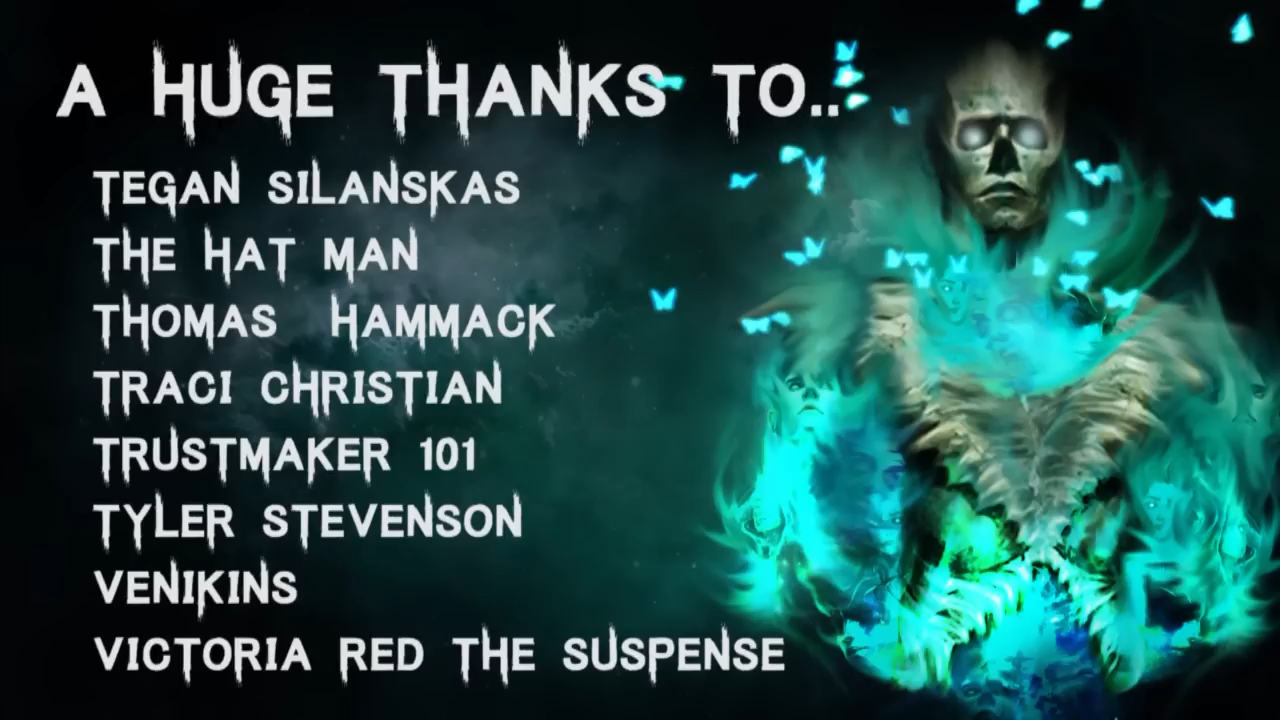 A HUGE THANKS TO..
TEGAN SILANSKAS
THE HAT MAN
THOMAS HAMMACK
TRACI CHRISTIAN
TRUSTMAKER 101
TYLER STEVENSON
VENIKINS
VICTORIA RED THE SUSPENSE